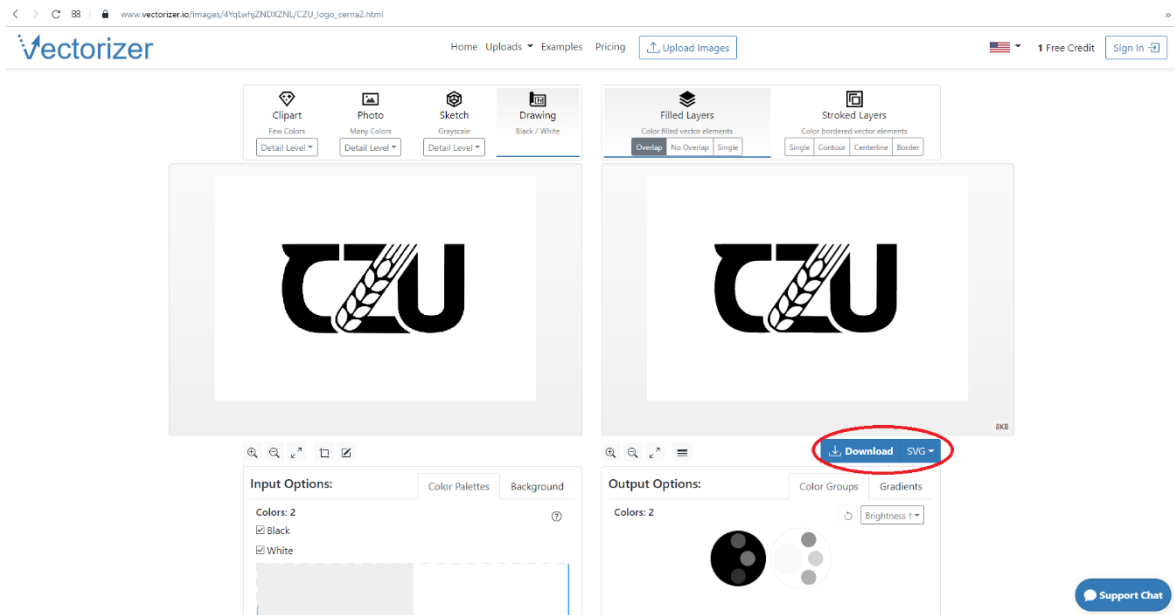 www.vectorizer.io/images/4YqLwhjZNDXZNL/CZU_logo_cerna2.html
Vectorizer
Home Uploads Examples Pricing Upload Images
1 Free Credit Sign In
Clipart Photo Sketch Drawing
Few Colors Many Colors Grayscale Black / White
Detail Level Detail Level Detail Level
Filled Layers Stroked Layers
Color filled vector elements Color bordered vector elements
Overlap No Overlap Single Single Contour Centerline Border
CZU CZU
8KB
Download SVG
Input Options: Color Palettes Background
Colors: 2
Black
White
Output Options: Color Groups Gradients
Colors: 2 Brightness ↑
Support Chat